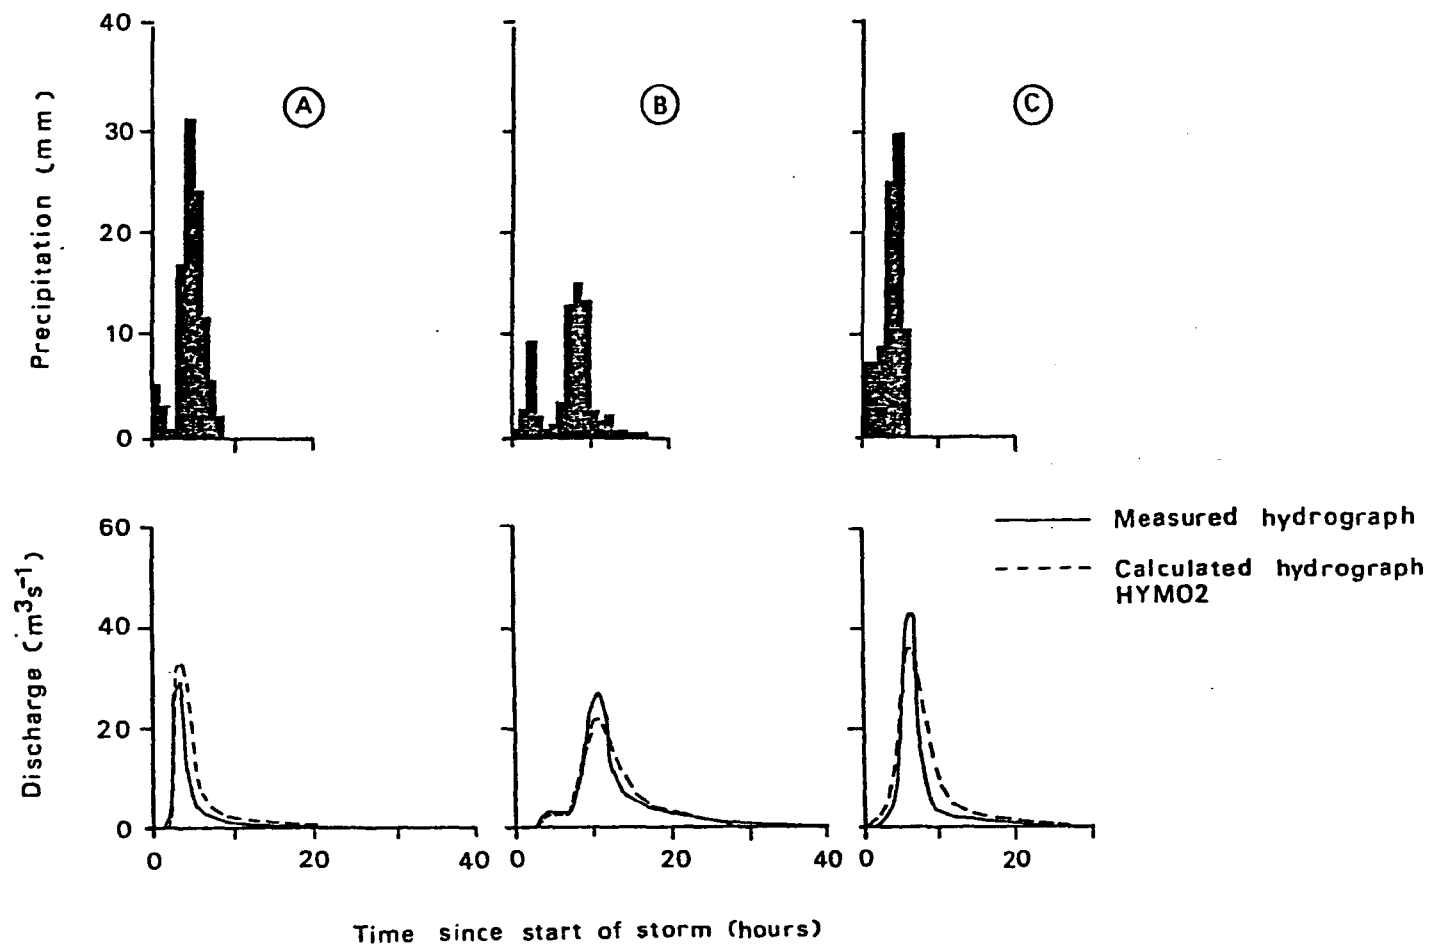 40
30
20
10
0
Precipitation (mm)
A
B
C
60
40
20
0
Discharge (m³s⁻¹)
Measured hydrograph
Calculated hydrograph
HYMO2
0 20 40 0 20 40 0 20
Time since start of storm (hours)